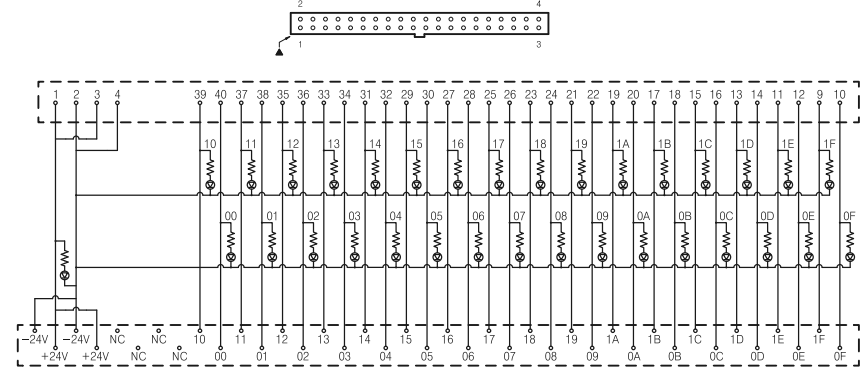 2 4
1 3
1 2 3 4 39 40 37 38 35 36 33 34 31 32 29 30 27 28 25 26 23 24 21 22 19 20 17 18 15 16 13 14 11 12 9 10
10 11 12 13 14 15 16 17 18 19 1A 1B 1C 1D 1E 1F
00 01 02 03 04 05 06 07 08 09 0A 0B 0C 0D 0E 0F
−24V −24V NC NC 10 11 12 13 14 15 16 17 18 19 1A 1B 1C 1D 1E 1F
+24V +24V NC NC 00 01 02 03 04 05 06 07 08 09 0A 0B 0C 0D 0E 0F